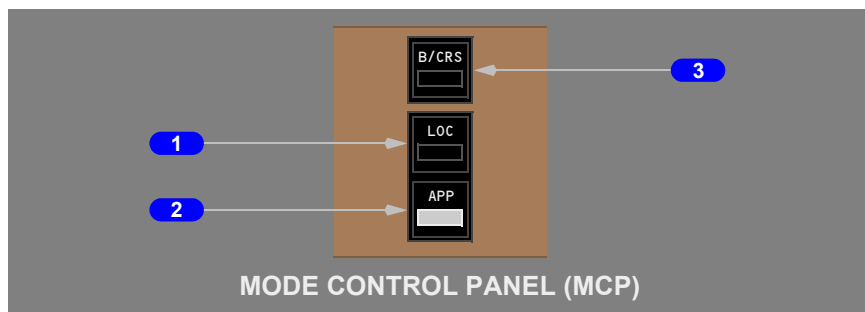 B/CRS
3
LOC
1
APP
2
MODE CONTROL PANEL (MCP)